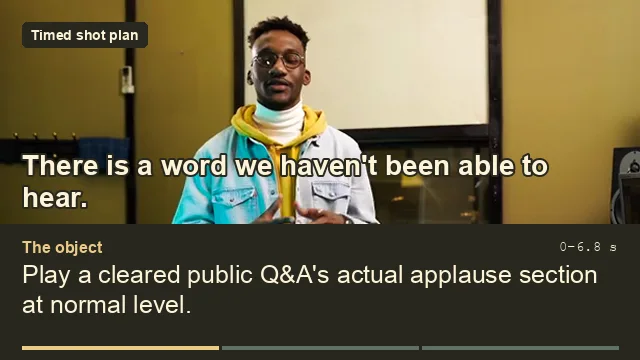 Timed shot plan
There is a word we haven't been able to
hear.
The object
0–6.8 s
Play a cleared public Q&A's actual applause section
at normal level.